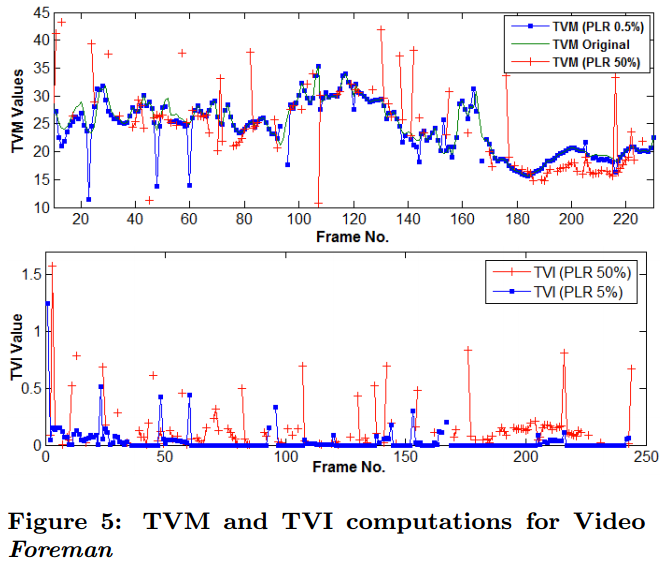 45
40
35
30
25
20
15
10
TVM Values
TVM (PLR 0.5%)
TVM Original
TVM (PLR 50%)
20 40 60 80 100 120 140 160 180 200 220
Frame No.
1.5
1
0.5
0
TVI Value
TVI (PLR 50%)
TVI (PLR 5%)
0 50 100 150 200 250
Frame No.
Figure 5: TVM and TVI computations for Video
Foreman